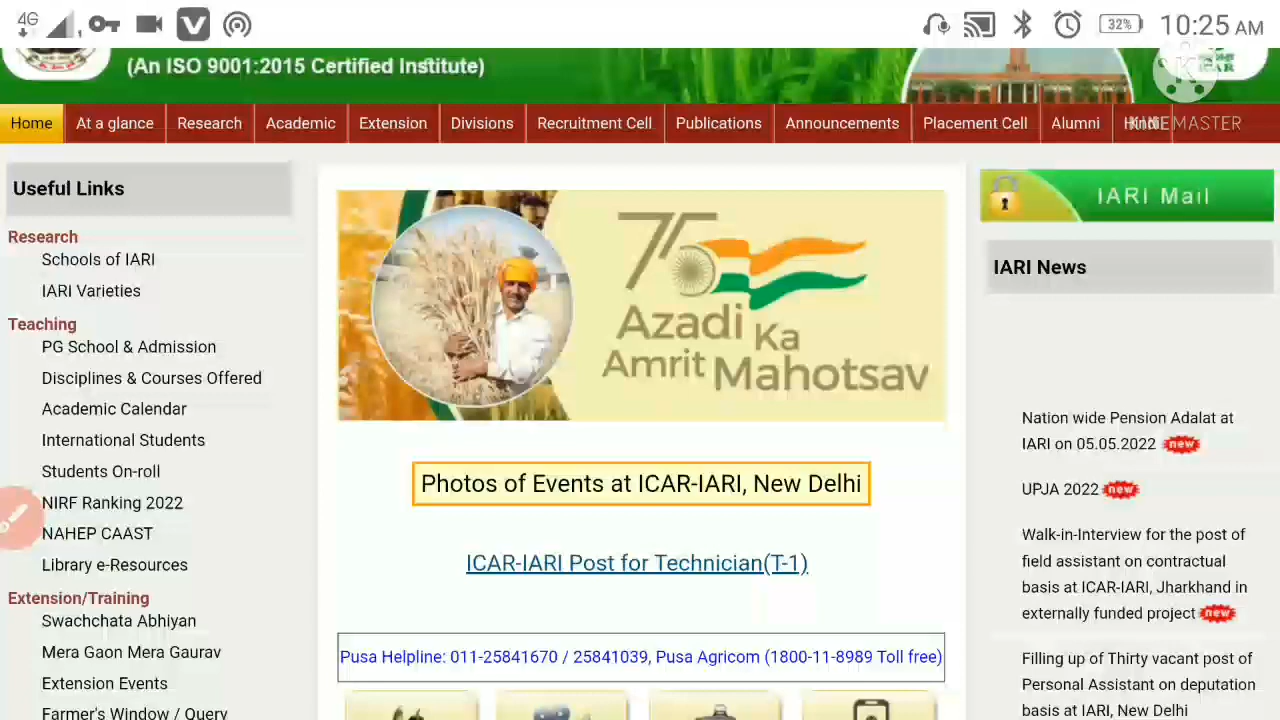 4G
32%
10:25 AM
(An ISO 9001:2015 Certified Institute)
Home
At a glance
Research
Academic
Extension
Divisions
Recruitment Cell
Publications
Announcements
Placement Cell
Alumni
KINEMASTER
Useful Links
Research
Schools of IARI
IARI Varieties
Teaching
PG School & Admission
Disciplines & Courses Offered
Academic Calendar
International Students
Students On-roll
NIRF Ranking 2022
NAHEP CAAST
Library e-Resources
Extension/Training
Swachchata Abhiyan
Mera Gaon Mera Gaurav
Extension Events
Farmer's Window / Query
75
Azadi Ka
Amrit Mahotsav
Photos of Events at ICAR-IARI, New Delhi
ICAR-IARI Post for Technician(T-1)
Pusa Helpline: 011-25841670 / 25841039, Pusa Agricom (1800-11-8989 Toll free)
IARI Mail
IARI News
Nation wide Pension Adalat at
IARI on 05.05.2022 new
UPJA 2022 new
Walk-in-Interview for the post of
field assistant on contractual
basis at ICAR-IARI, Jharkhand in
externally funded project new
Filling up of Thirty vacant post of
Personal Assistant on deputation
basis at IARI, New Delhi